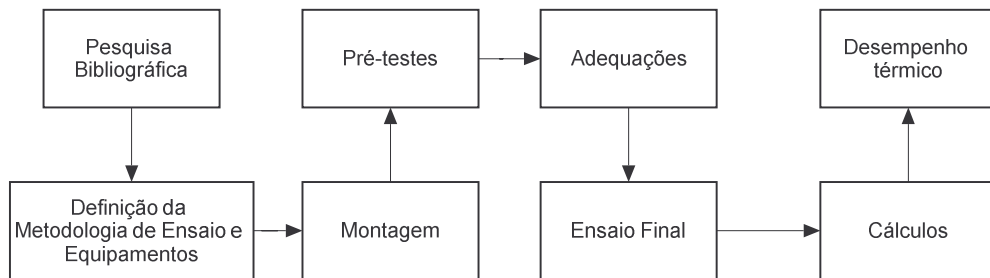 Pesquisa
Bibliográfica
Definição da
Metodologia de Ensaio e
Equipamentos
Montagem
Pré-testes
Adequações
Ensaio Final
Cálculos
Desempenho
térmico